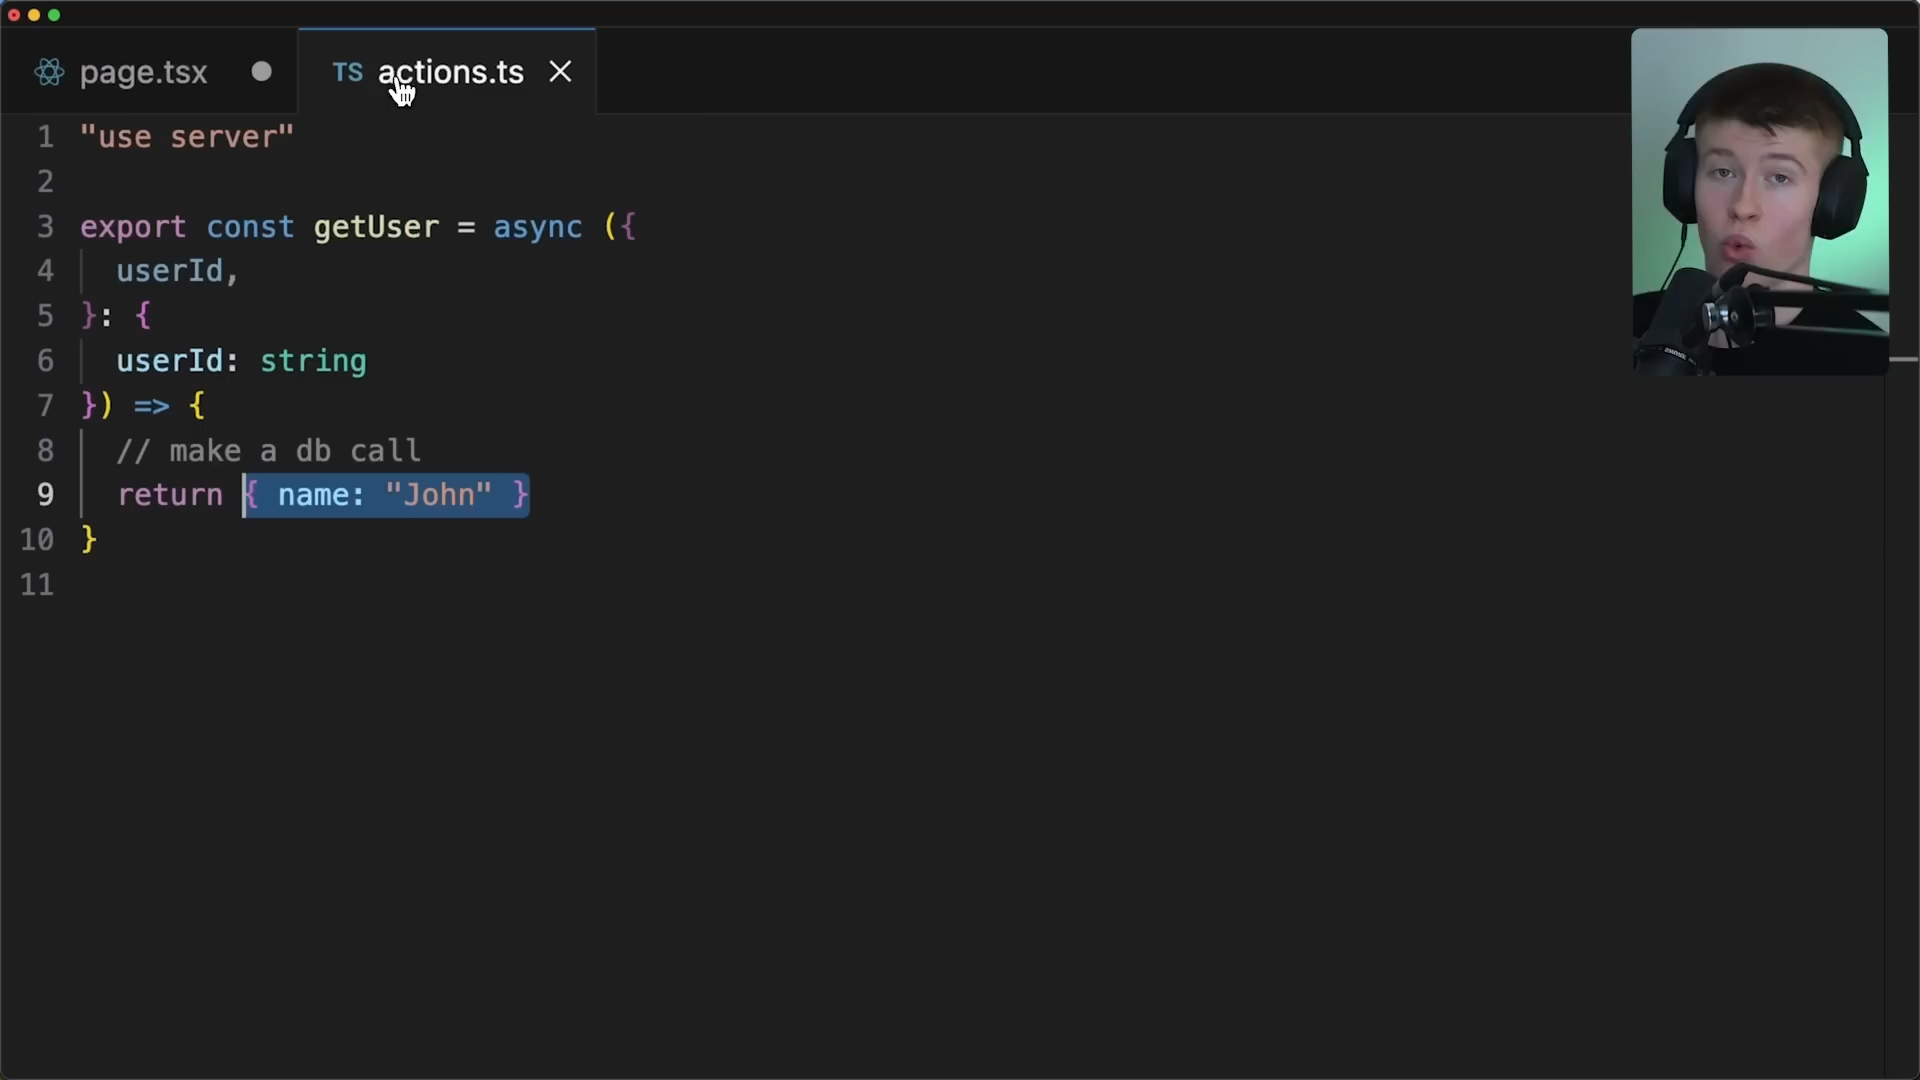 page.tsx
TS actions.ts
1 "use server"
2
3 export const getUser = async ({
4 userId,
5 }: {
6 userId: string
7 }) => {
8 // make a db call
9 return { name: "John" }
10 }
11